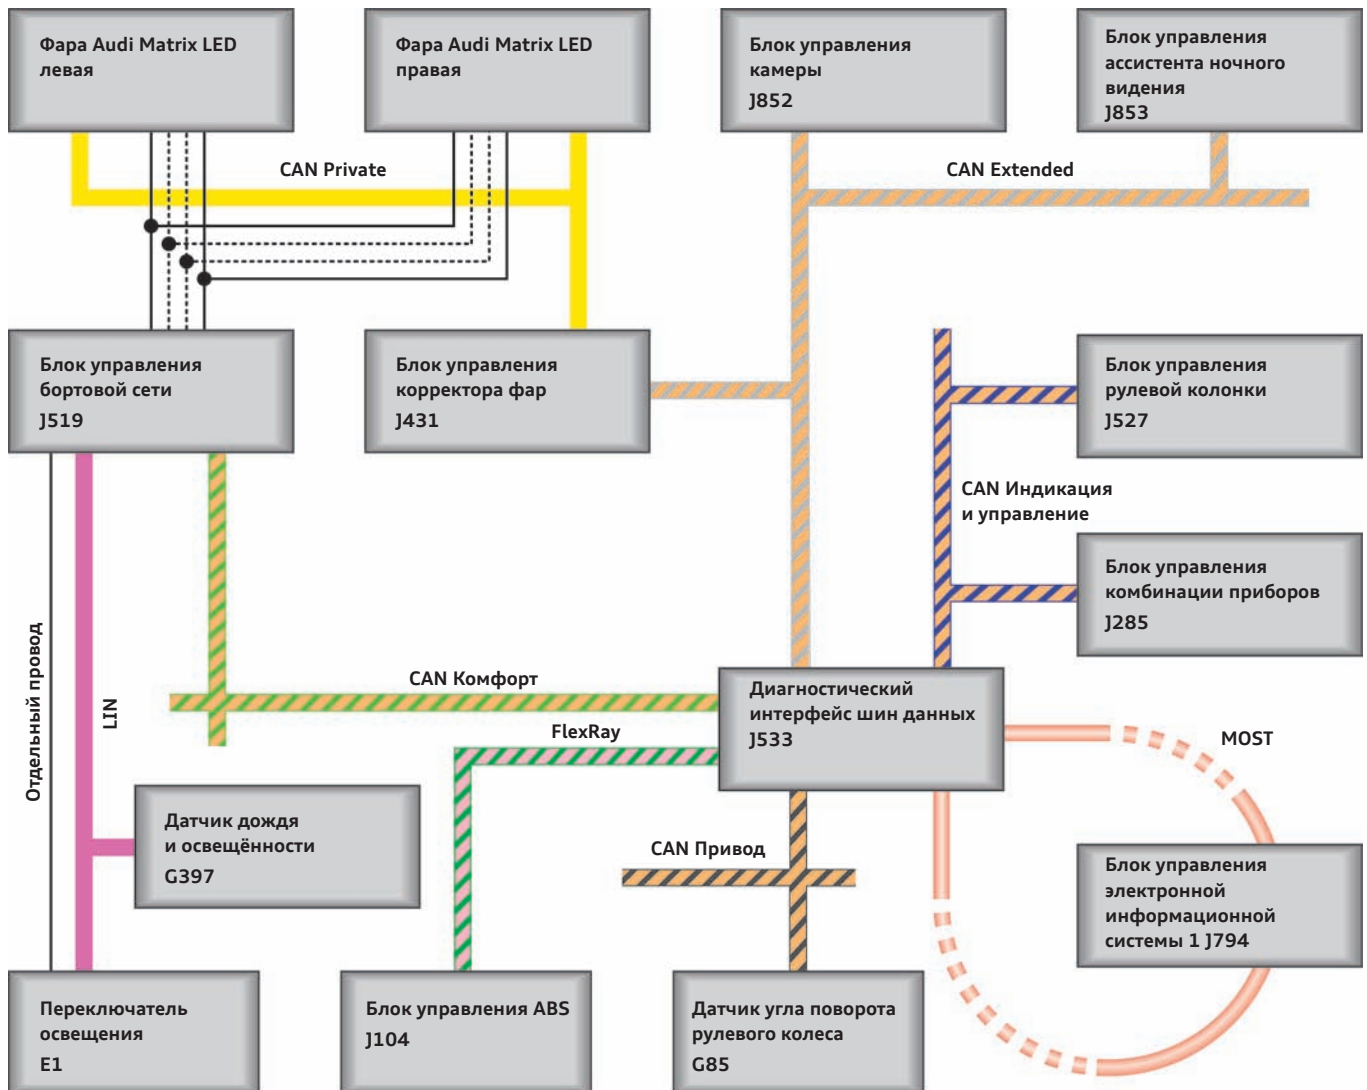 Фара Audi Matrix LED
левая
Фара Audi Matrix LED
правая
Блок управления
камеры
J852
Блок управления
ассистента ночного
видения
J853
CAN Private
CAN Extended
Блок управления
бортовой сети
J519
Блок управления
корректора фар
J431
Блок управления
рулевой колонки
J527
CAN Индикация
и управление
Блок управления
комбинации приборов
J285
Отдельный провод
LIN
CAN Комфорт
FlexRay
Диагностический
интерфейс шин данных
J533
MOST
Датчик дождя
и освещённости
G397
CAN Привод
Блок управления
электронной
информационной
системы 1 J794
Переключатель
освещения
E1
Блок управления ABS
J104
Датчик угла поворота
рулевого колеса
G85